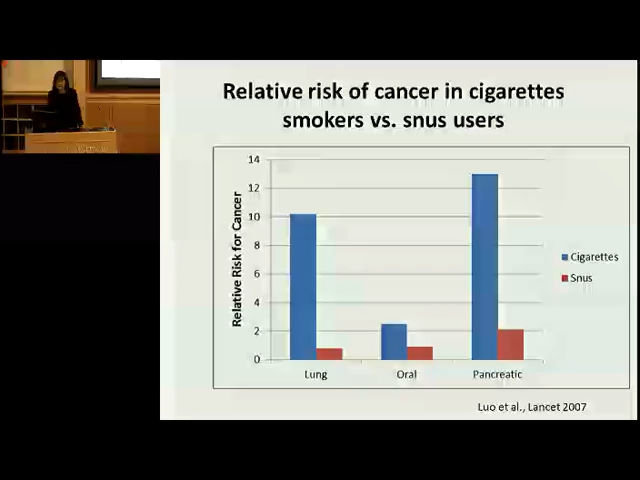 Relative risk of cancer in cigarettes
smokers vs. snus users
Relative Risk for Cancer
14
12
10
8
6
4
2
0
Lung
Oral
Pancreatic
Cigarettes
Snus
Luo et al., Lancet 2007